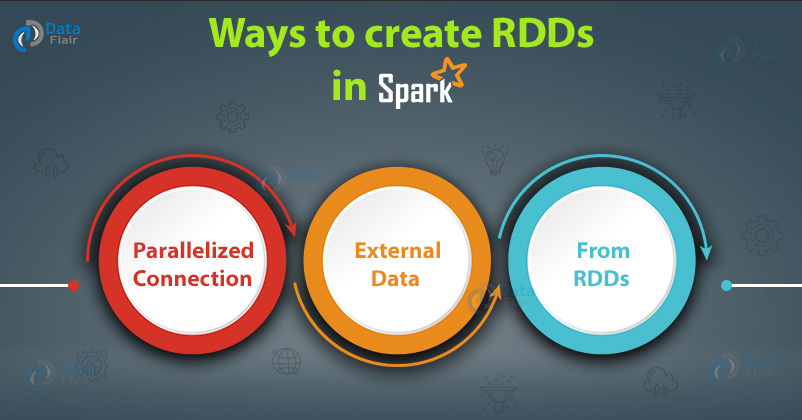 Data
Flair
Ways to create RDDs
in Spark
Parallelized
Connection
External
Data
From
RDDs